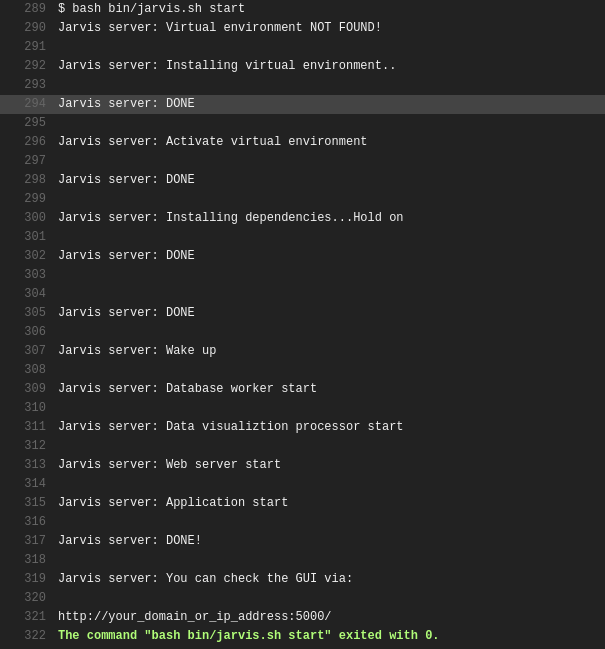 289 $ bash bin/jarvis.sh start
290 Jarvis server: Virtual environment NOT FOUND!
291
292 Jarvis server: Installing virtual environment..
293
294 Jarvis server: DONE
295
296 Jarvis server: Activate virtual environment
297
298 Jarvis server: DONE
299
300 Jarvis server: Installing dependencies...Hold on
301
302 Jarvis server: DONE
303
304
305 Jarvis server: DONE
306
307 Jarvis server: Wake up
308
309 Jarvis server: Database worker start
310
311 Jarvis server: Data visualiztion processor start
312
313 Jarvis server: Web server start
314
315 Jarvis server: Application start
316
317 Jarvis server: DONE!
318
319 Jarvis server: You can check the GUI via:
320
321 http://your_domain_or_ip_address:5000/
322 The command "bash bin/jarvis.sh start" exited with 0.